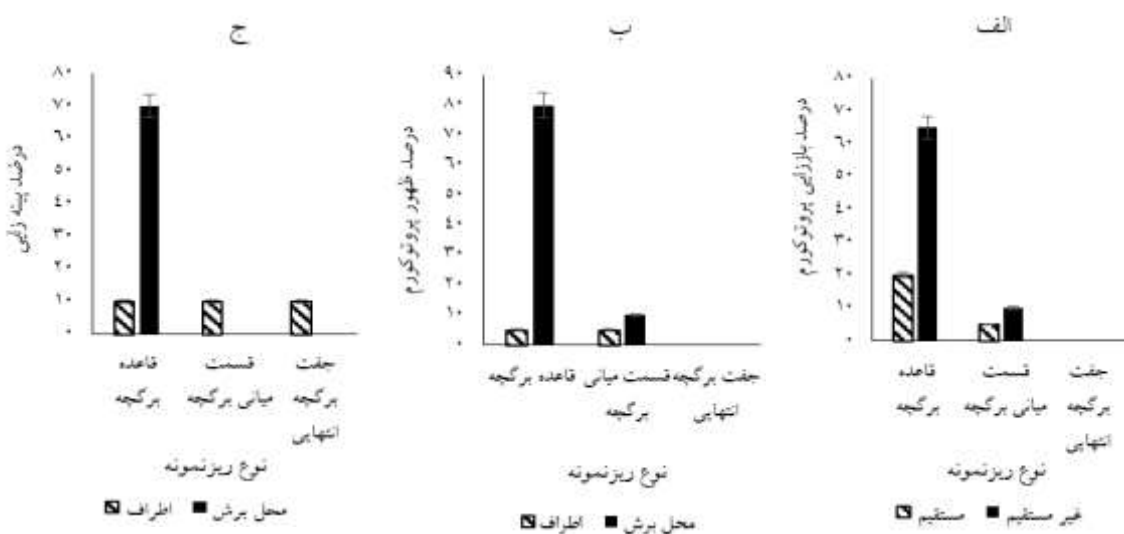 الف
درصد باززایی پروتوکورم
۸۰
۷۰
۶۰
۵۰
۴۰
۳۰
۲۰
۱۰
۰
قاعده برگچه
قسمت میانی برگچه
جفت برگچه انتهایی
نوع ریزنمونه
مستقیم
غیر مستقیم
ب
درصد ظهور پروتوکورم
۹۰
۸۰
۷۰
۶۰
۵۰
۴۰
۳۰
۲۰
۱۰
۰
قاعده برگچه
قسمت میانی برگچه
جفت برگچه انتهایی
نوع ریزنمونه
اطراف
محل برش
ج
درصد پینه زایی
۸۰
۷۰
۶۰
۵۰
۴۰
۳۰
۲۰
۱۰
۰
قاعده برگچه
قسمت میانی برگچه
جفت برگچه انتهایی
نوع ریزنمونه
اطراف
محل برش